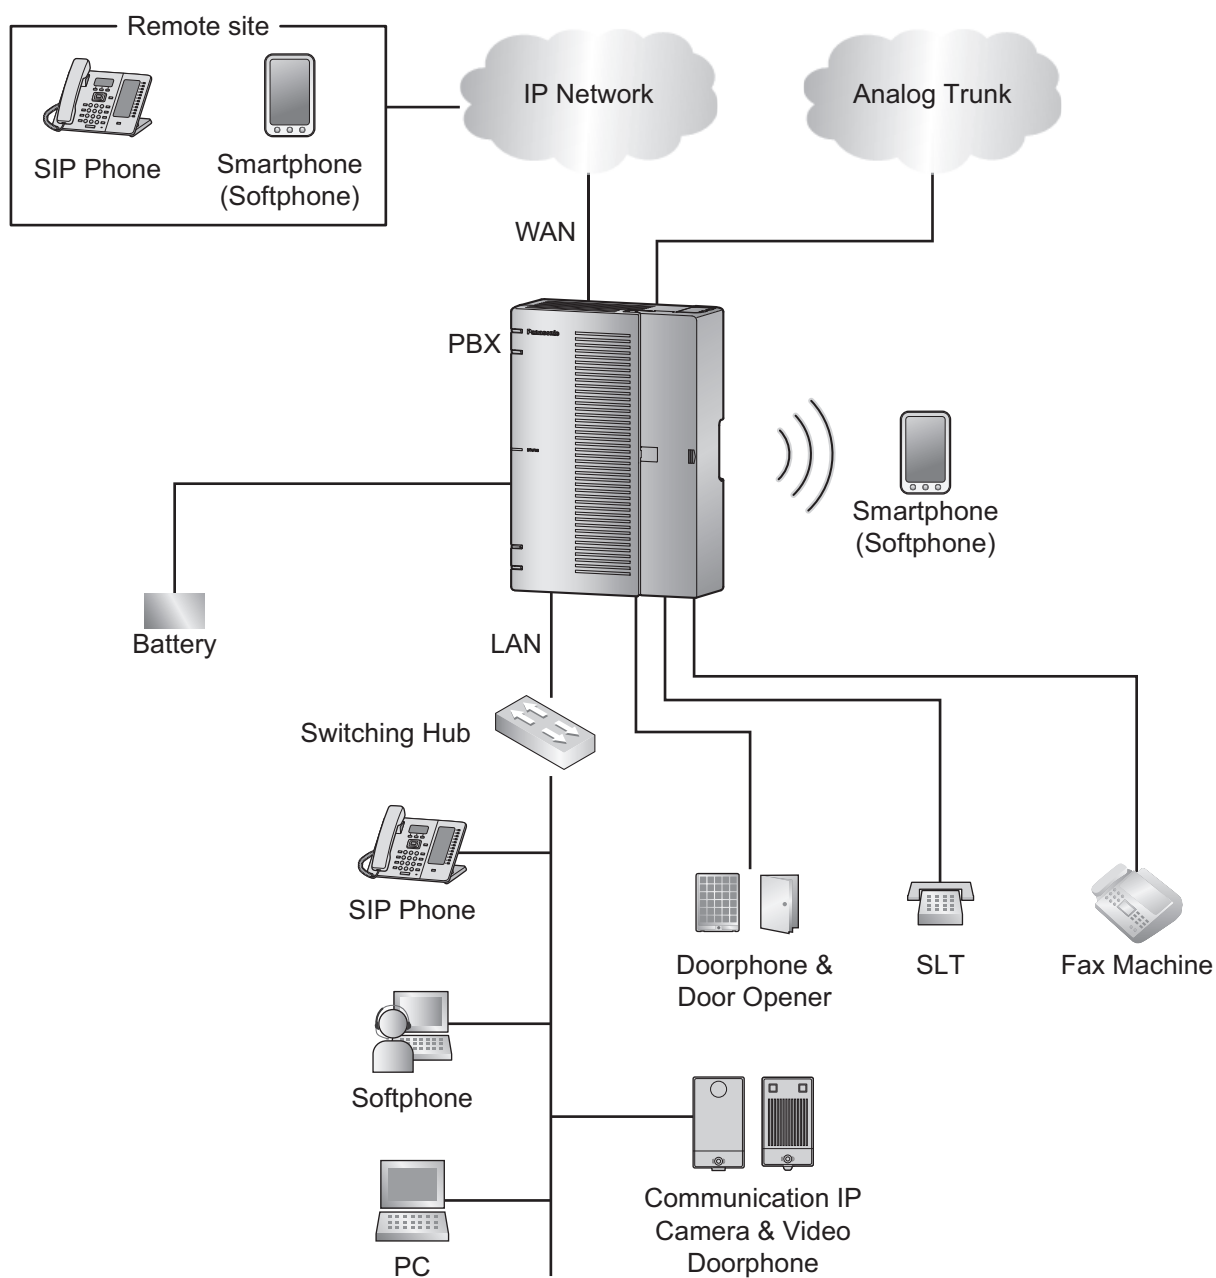 Remote site
SIP Phone
Smartphone
(Softphone)
IP Network
Analog Trunk
WAN
PBX
Panasonic
Smartphone
(Softphone)
Battery
LAN
Switching Hub
SIP Phone
Doorphone &
Door Opener
SLT
Fax Machine
Softphone
Communication IP
Camera & Video
Doorphone
PC